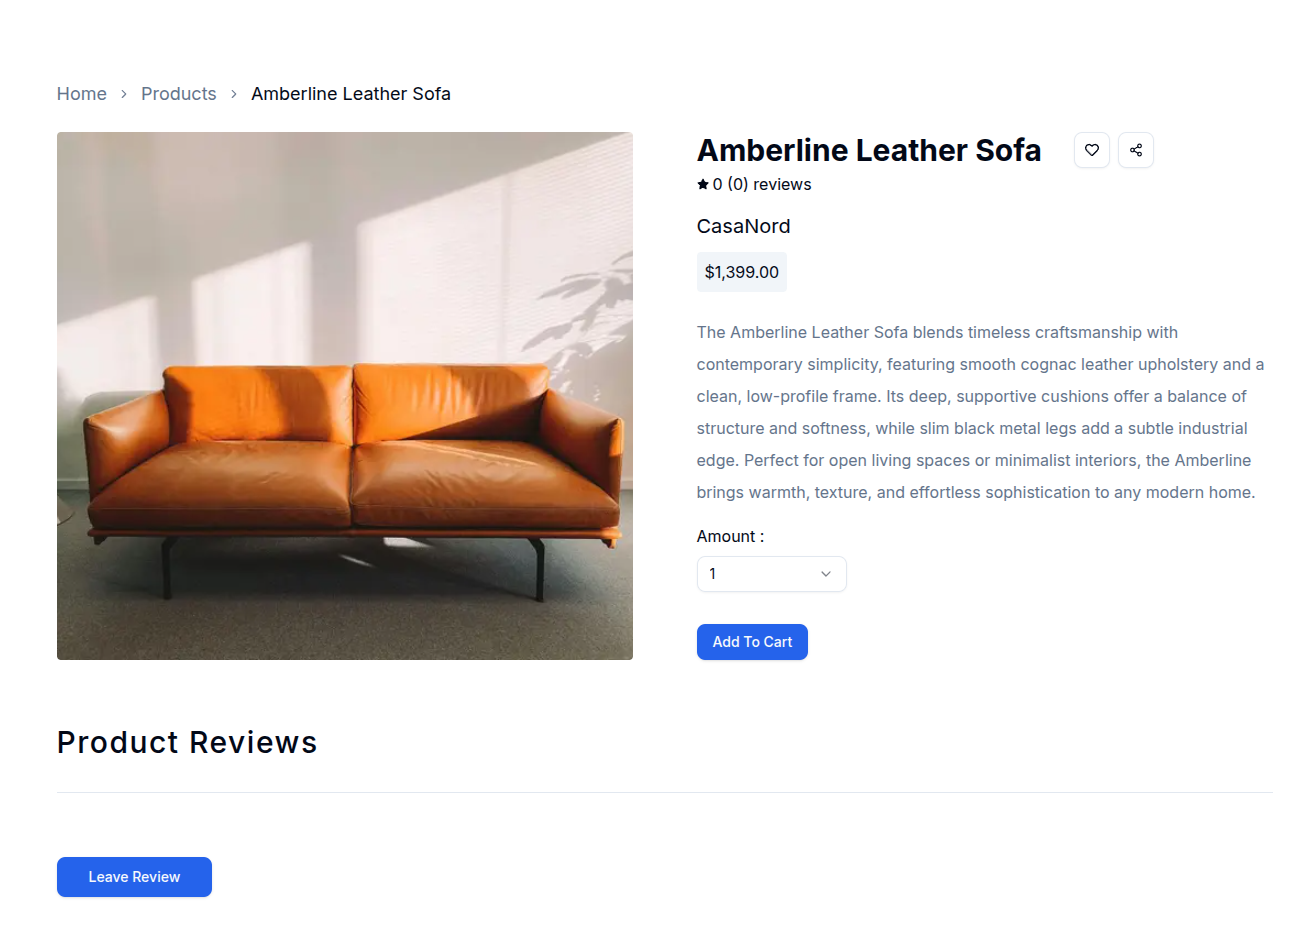 Home > Products > Amberline Leather Sofa
Amberline Leather Sofa
0 (0) reviews
CasaNord
$1,399.00
The Amberline Leather Sofa blends timeless craftsmanship with
contemporary simplicity, featuring smooth cognac leather upholstery and a
clean, low-profile frame. Its deep, supportive cushions offer a balance of
structure and softness, while slim black metal legs add a subtle industrial
edge. Perfect for open living spaces or minimalist interiors, the Amberline
brings warmth, texture, and effortless sophistication to any modern home.
Amount :
1
Add To Cart
Product Reviews
Leave Review